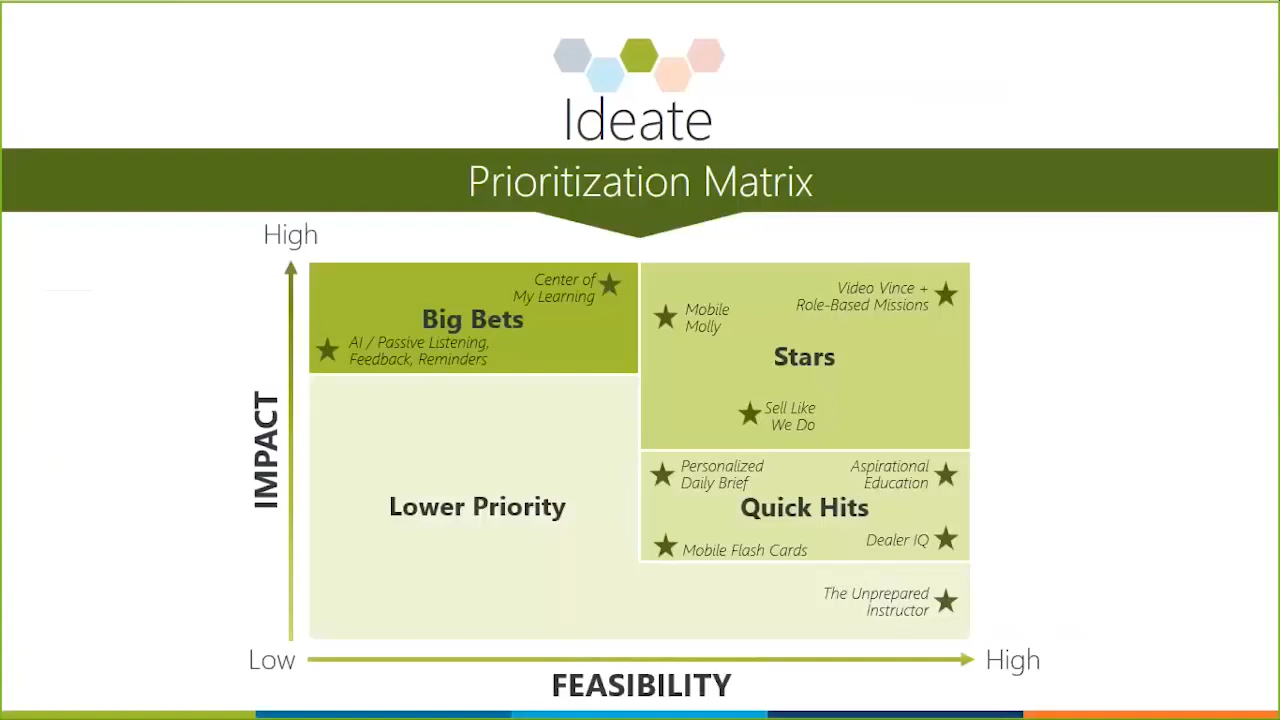 Ideate
Prioritization Matrix
High
Center of
My Learning
Big Bets
AI / Passive Listening,
Feedback, Reminders
Mobile
Molly
Video Vince +
Role-Based Missions
Stars
Sell Like
We Do
IMPACT
Lower Priority
Personalized
Daily Brief
Aspirational
Education
Quick Hits
Mobile Flash Cards
Dealer IQ
The Unprepared
Instructor
Low
High
FEASIBILITY